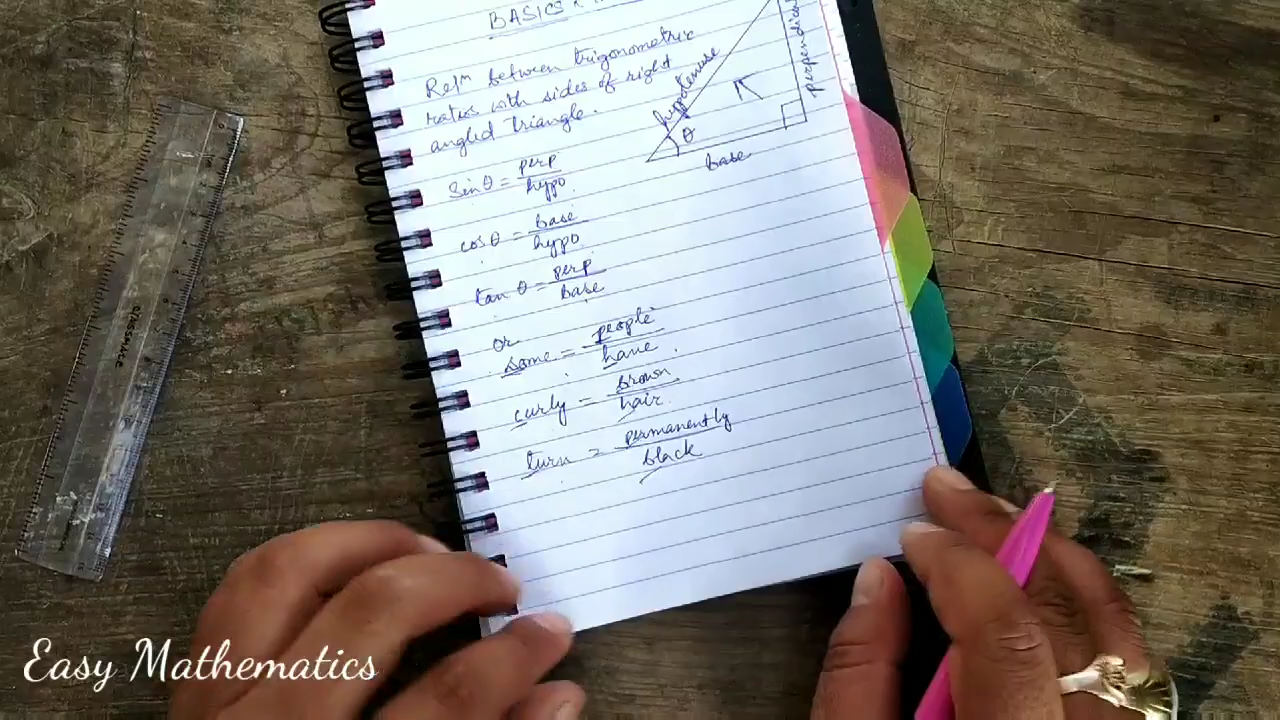 BASICS
Relⁿ between trigonometric
ratios with sides of right
angled triangle.
hypotenuse
perpendicular
θ
base
Sin θ = perp/hypo.
cos θ = base/hypo
tan θ = perp/base
or
some = people/have.
curly = brown/hair.
turn = permanently/black
CLASSMATE
Easy Mathematics